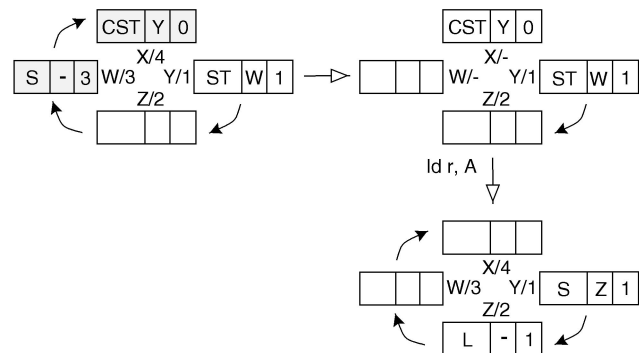 CST Y 0
X/4
S - 3 W/3 Y/1 ST W 1
Z/2
CST Y 0
X/-
W/- Y/1 ST W 1
Z/2
ld r, A
X/4
W/3 Y/1 S Z 1
Z/2
L - 1